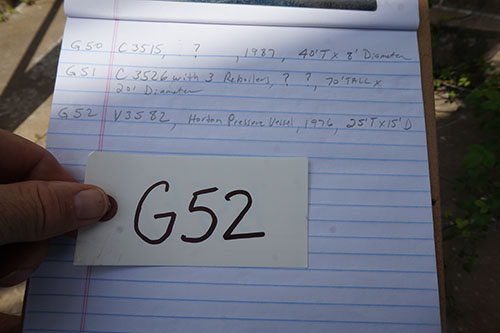 G50 C3515, ?, 1987, 40'T x 8' Diameter
G51 C3526 with 3 Reboilers, ?, ?, 70' TALL x
20' Diameter
G52 V3582, Horton Pressure Vessel, 1976, 25'T x 15'D
G52